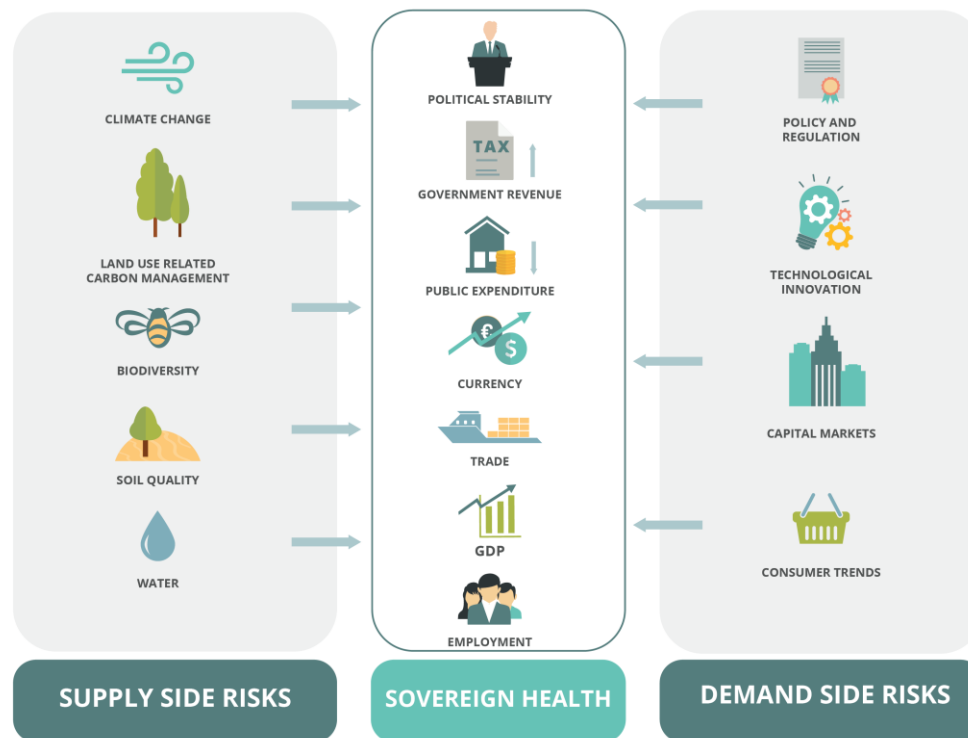 CLIMATE CHANGE
LAND USE RELATED
CARBON MANAGEMENT
BIODIVERSITY
SOIL QUALITY
WATER
SUPPLY SIDE RISKS
POLITICAL STABILITY
TAX
GOVERNMENT REVENUE
PUBLIC EXPENDITURE
€
$
CURRENCY
TRADE
GDP
EMPLOYMENT
SOVEREIGN HEALTH
POLICY AND
REGULATION
TECHNOLOGICAL
INNOVATION
CAPITAL MARKETS
CONSUMER TRENDS
DEMAND SIDE RISKS